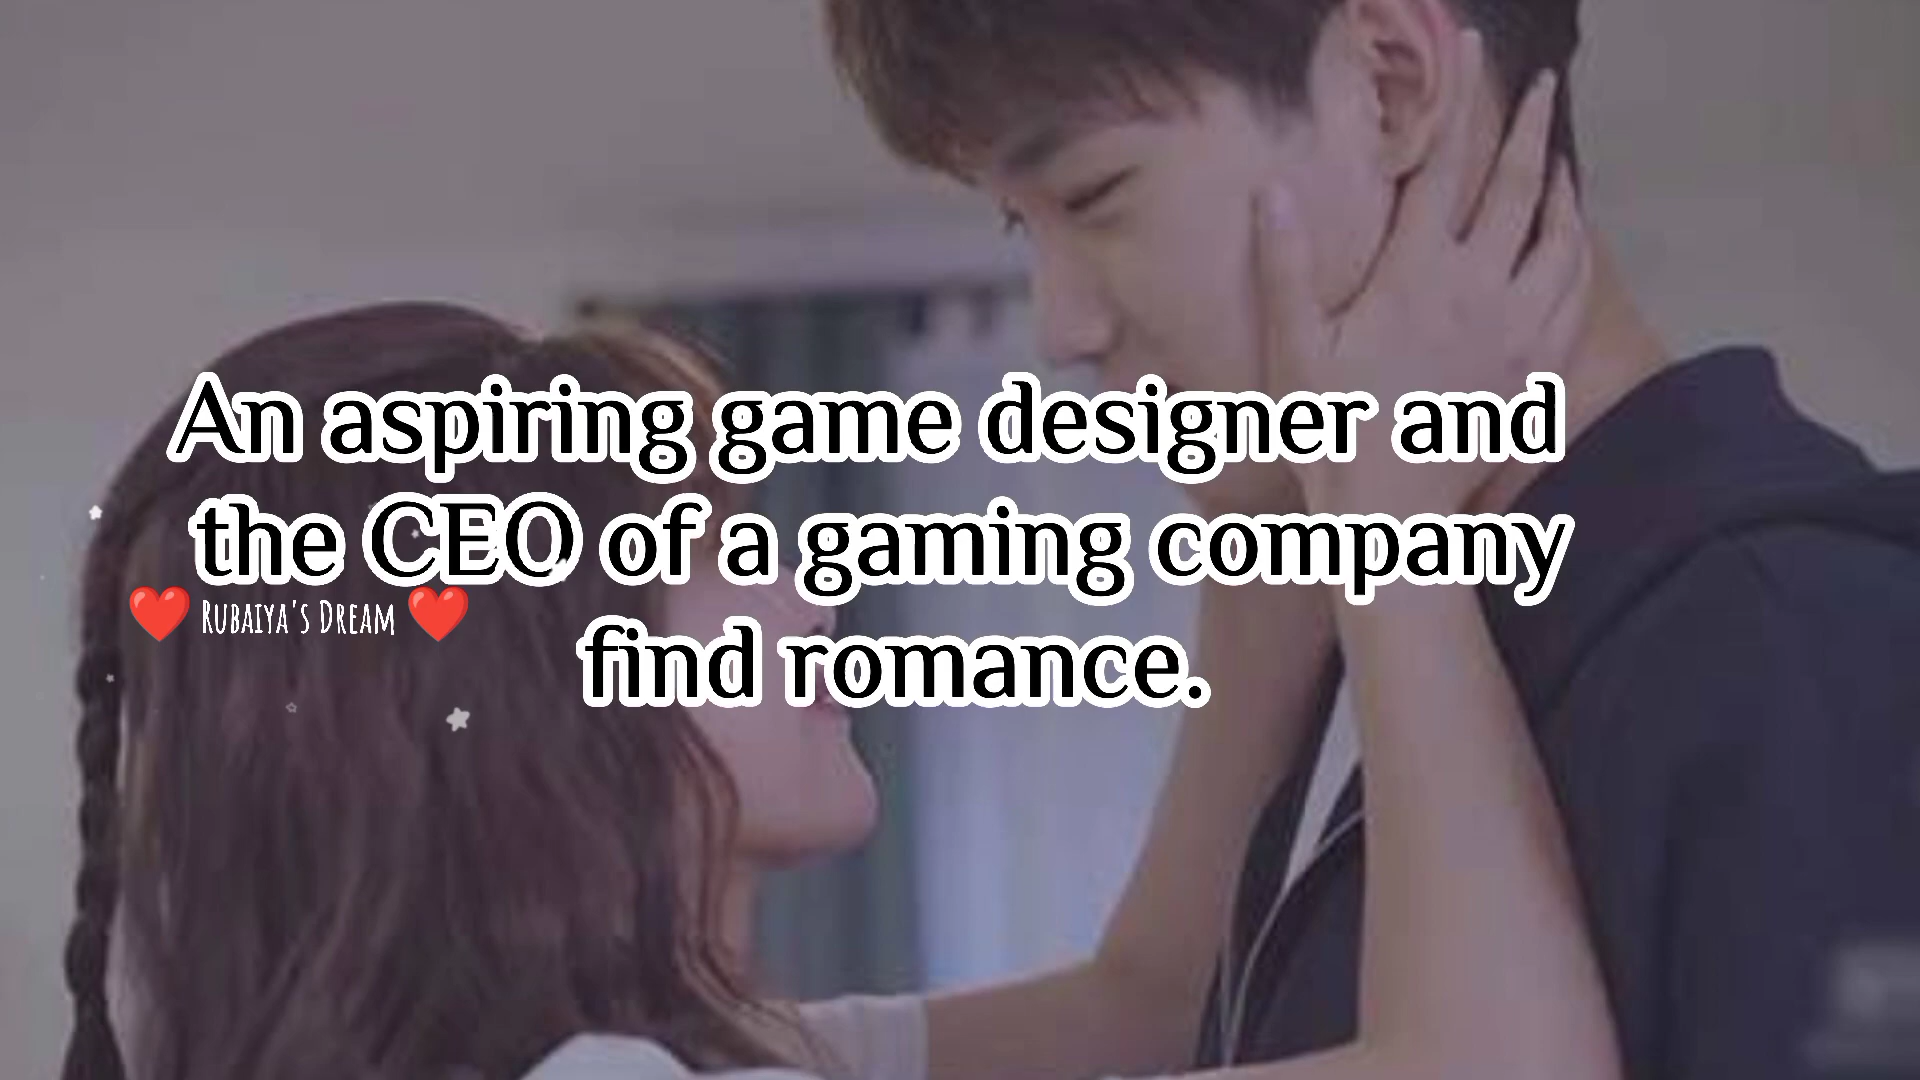 An aspiring game designer and
the CEO of a gaming company
❤️ Rubaiya's Dream ❤️
find romance.